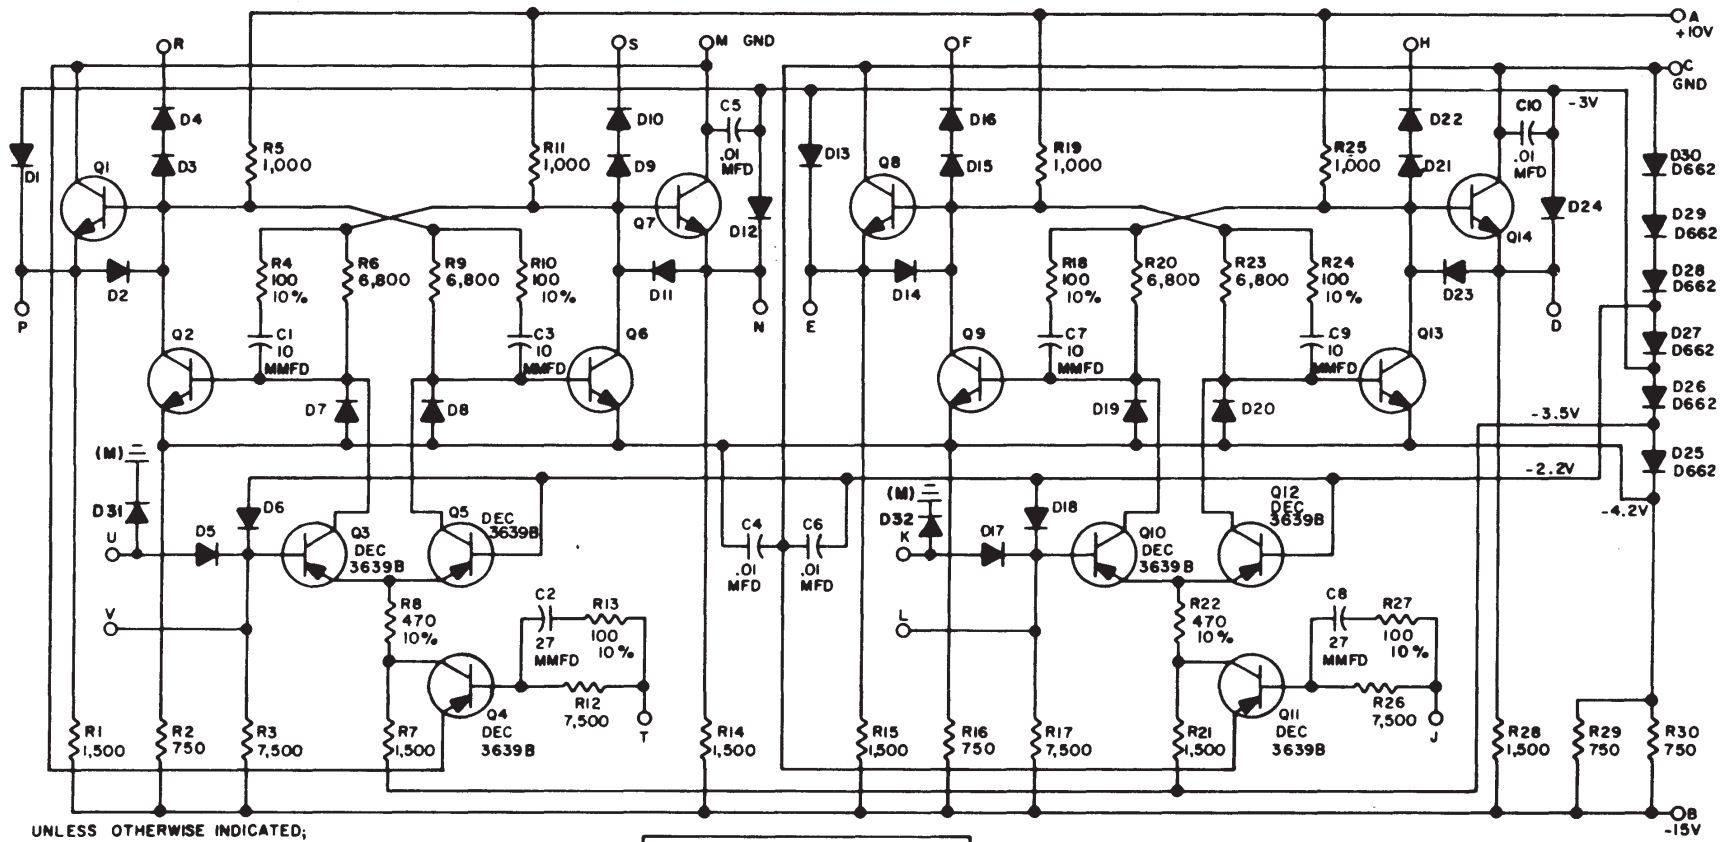 A
+10V
R
S
M GND
F
H
C
GND
-3V
D4
D10
C5
.01
MFD
D16
D22
C10
.01
MFD
D1
Q1
D3
R5
1,000
R11
1,000
D9
D13
Q8
D15
R19
1,000
R25
1,000
D21
D30
D662
Q7
D12
Q14
D24
D29
D662
D2
R4
100
10%
R6
6,800
R9
6,800
R10
100
10%
D11
D14
R18
100
10%
R20
6,800
R23
6,800
R24
100
10%
D23
D28
D662
P
N
E
D
Q2
C1
10
MMFD
C3
10
MMFD
Q6
Q9
C7
10
MMFD
C9
10
MMFD
Q13
D27
D662
D7
D8
D19
D20
D26
D662
-3.5V
(M)
D25
D662
-2.2V
D31
D6
Q3
DEC
3639B
Q5
DEC
3639B
(M)
D32
D18
Q10
DEC
3639B
Q12
DEC
3639B
-4.2V
U
D5
C4
.01
MFD
C6
.01
MFD
K
D17
V
R8
470
10%
C2
27
MMFD
R13
100
10%
L
R22
470
10%
C8
27
MMFD
R27
100
10%
R12
7,500
R26
7,500
Q4
DEC
3639B
T
Q11
DEC
3639B
J
R1
1,500
R2
750
R3
7,500
R7
1,500
R14
1,500
R15
1,500
R16
750
R17
7,500
R21
1,500
R28
1,500
R29
750
R30
750
B
-15V
UNLESS OTHERWISE INDICATED;